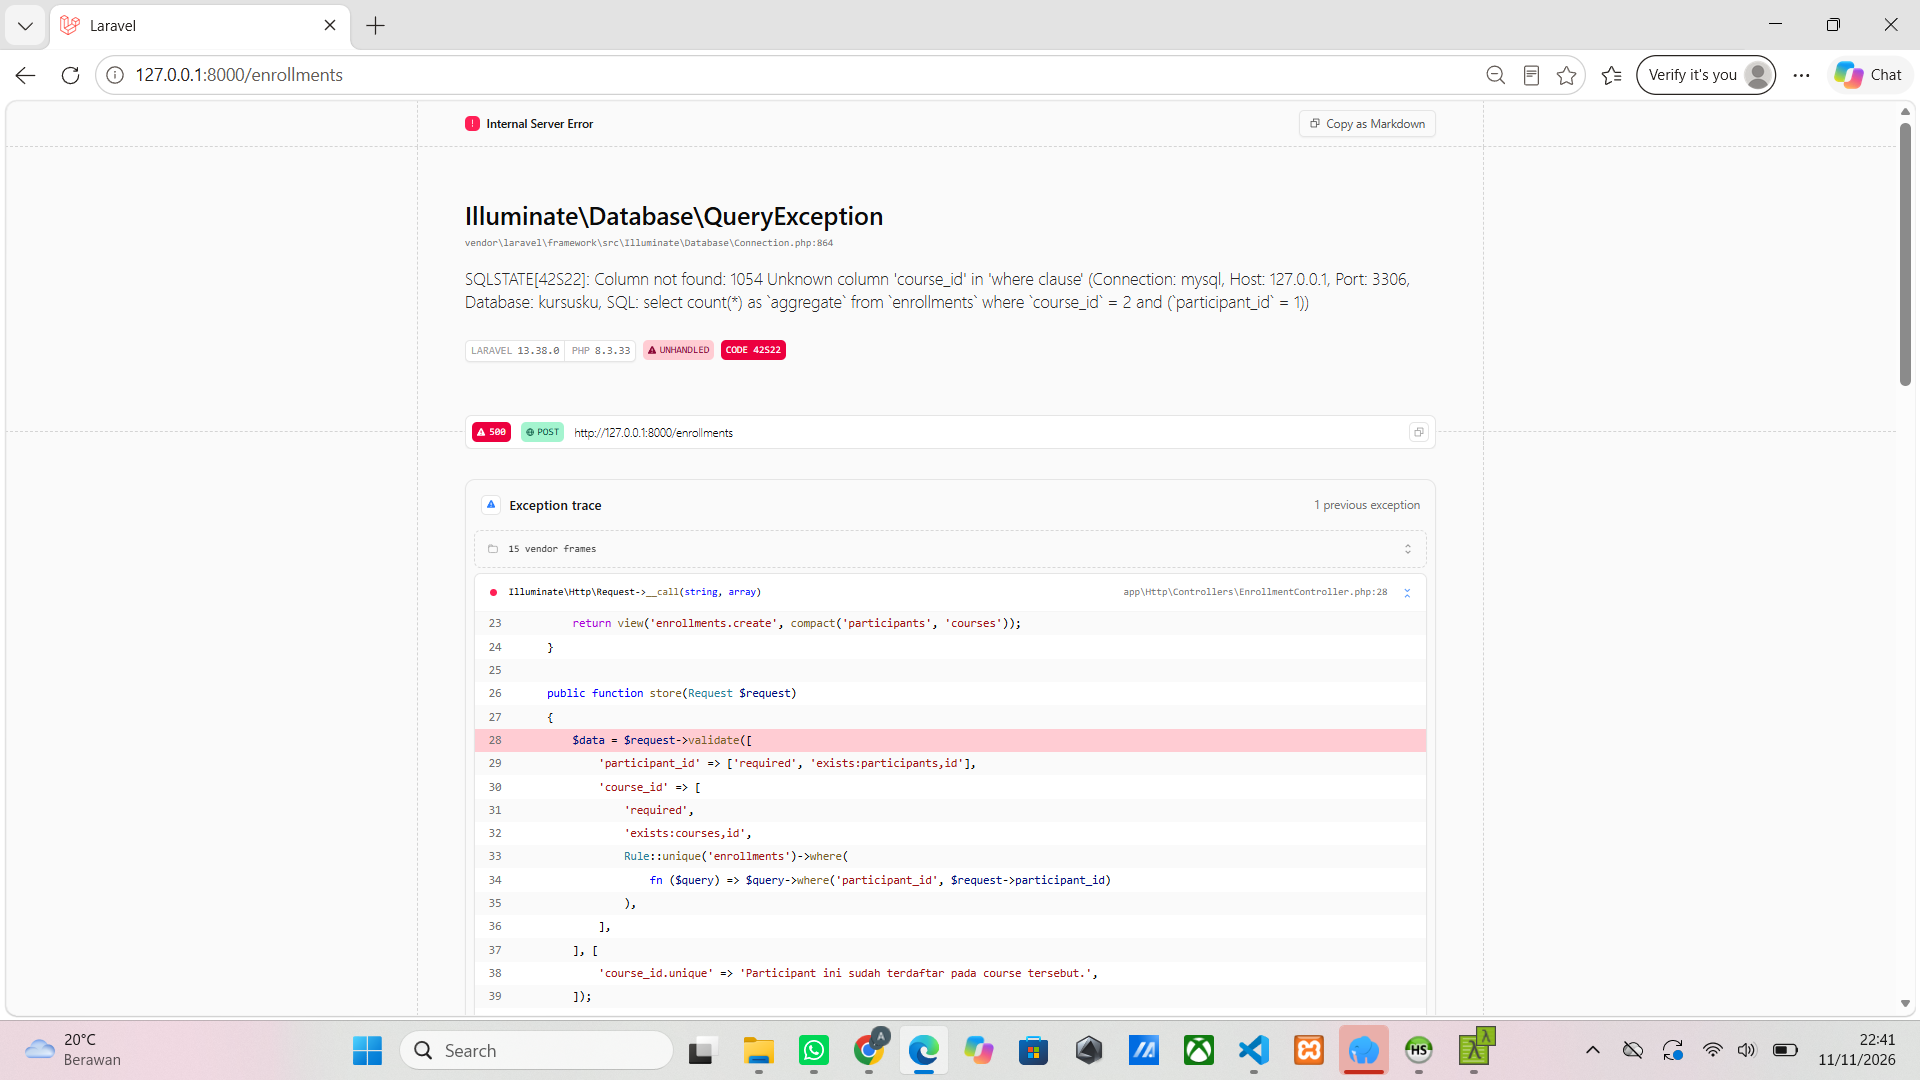 Laravel
127.0.0.1:8000/enrollments
Verify it's you
Chat
Internal Server Error
Copy as Markdown
Illuminate\Database\QueryException
vendor\laravel\framework\src\Illuminate\Database\Connection.php:864
SQLSTATE[42S22]: Column not found: 1054 Unknown column 'course_id' in 'where clause' (Connection: mysql, Host: 127.0.0.1, Port: 3306,
Database: kursusku, SQL: select count(*) as `aggregate` from `enrollments` where `course_id` = 2 and (`participant_id` = 1))
LARAVEL 13.38.0 PHP 8.3.33 UNHANDLED CODE 42S22
500 POST http://127.0.0.1:8000/enrollments
Exception trace
1 previous exception
15 vendor frames
Illuminate\Http\Request->__call(string, array)
app\Http\Controllers\EnrollmentController.php:28
23 return view('enrollments.create', compact('participants', 'courses'));
24 }
25
26 public function store(Request $request)
27 {
28 $data = $request->validate([
29 'participant_id' => ['required', 'exists:participants,id'],
30 'course_id' => [
31 'required',
32 'exists:courses,id',
33 Rule::unique('enrollments')->where(
34 fn ($query) => $query->where('participant_id', $request->participant_id)
35 ),
36 ],
37 ], [
38 'course_id.unique' => 'Participant ini sudah terdaftar pada course tersebut.',
39 ]);
20°C
Berawan
Search
A
HS
22:41
11/11/2026